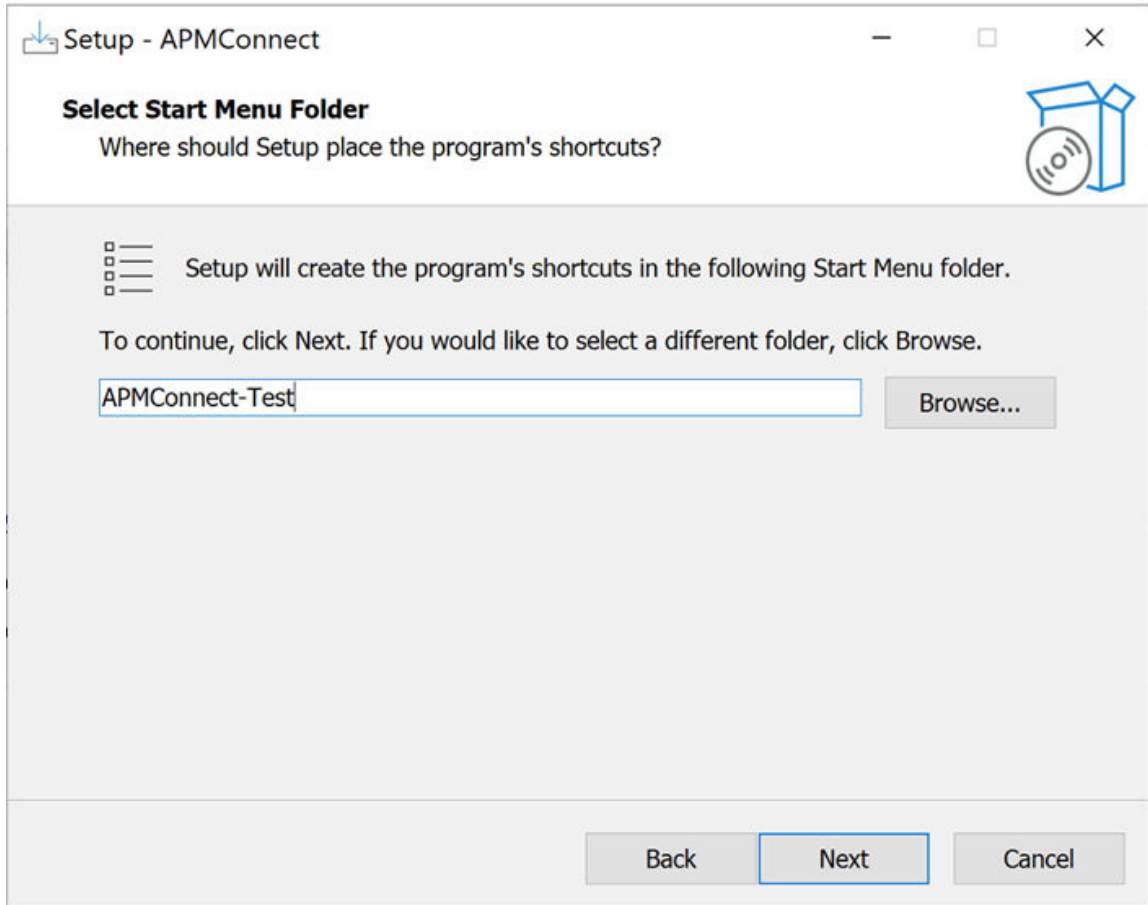 Setup - APMConnect
Select Start Menu Folder
Where should Setup place the program's shortcuts?
Setup will create the program's shortcuts in the following Start Menu folder.
To continue, click Next. If you would like to select a different folder, click Browse.
APMConnect-Test
Browse...
Back
Next
Cancel